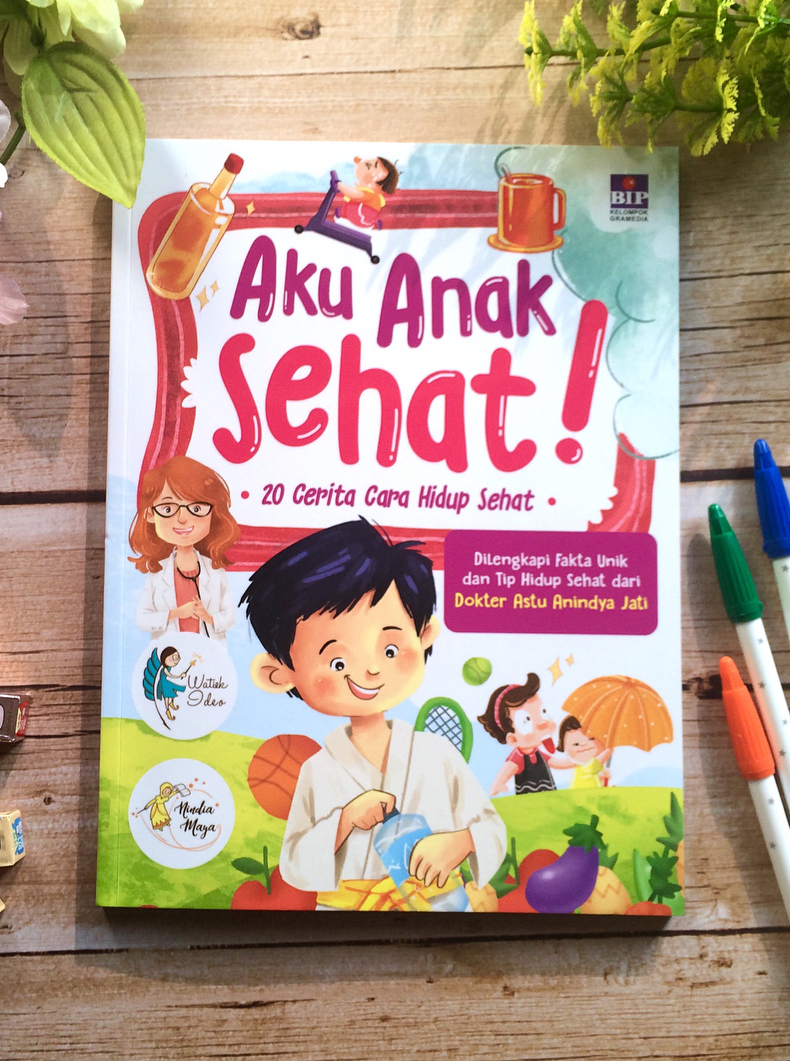 BIP
KELOMPOK
GRAMEDIA
Aku Anak
Sehat!
• 20 Cerita Cara Hidup Sehat •
Dilengkapi Fakta Unik
dan Tip Hidup Sehat dari
Dokter Astu Anindya Jati
Watiek
Ideo
Nindia
Maya